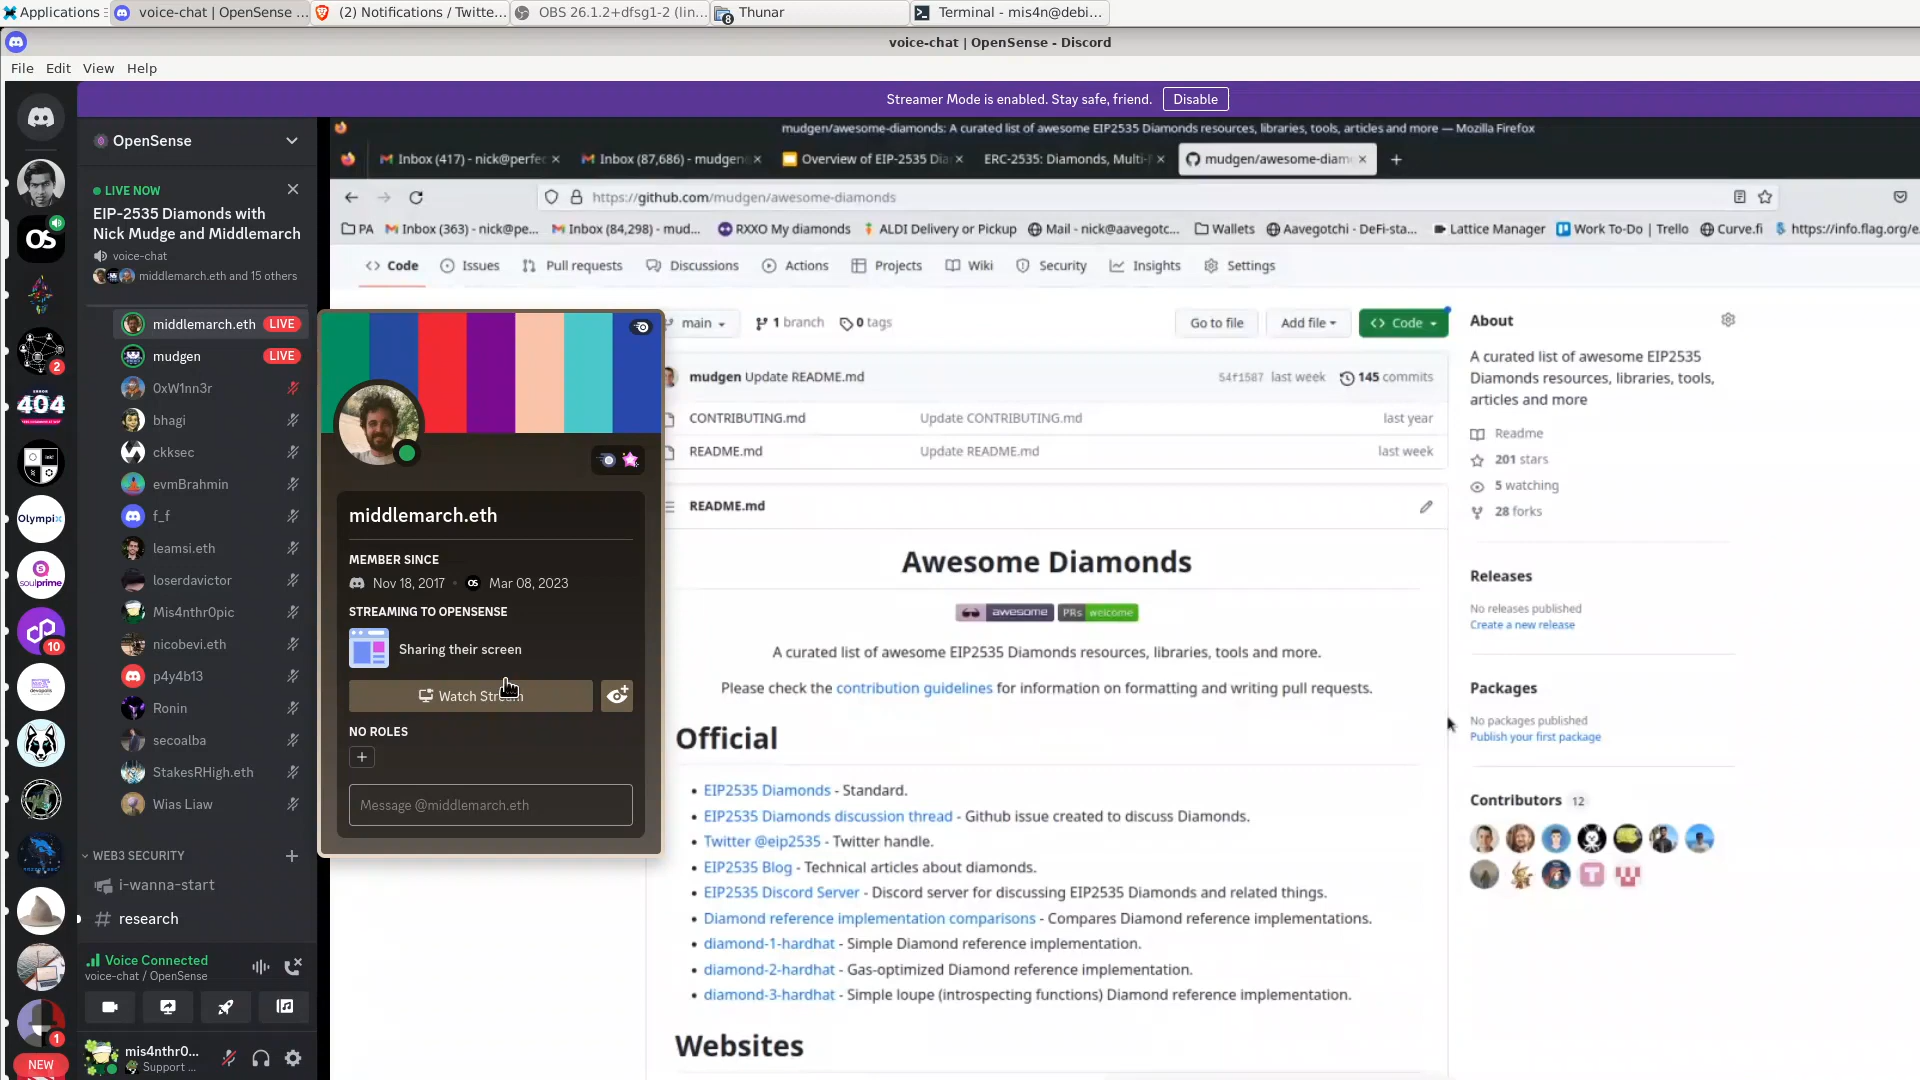 Applications
voice-chat | OpenSense ...
(2) Notifications / Twitte...
OBS 26.1.2+dfsg1-2 (lin...
8
Thunar
Terminal - mis4n@debi...
voice-chat | OpenSense - Discord
File Edit View Help
Streamer Mode is enabled. Stay safe, friend. Disable
OpenSense
LIVE NOW
EIP-2535 Diamonds with
Nick Mudge and Middlemarch
voice-chat
middlemarch.eth and 15 others
middlemarch.eth LIVE
mudgen LIVE
0xW1nn3r
bhagi
ckksec
evmBrahmin
f_f
leamsi.eth
loserdavictor
Mis4nthr0pic
nicobevi.eth
p4y4b13
Ronin
secoalba
StakesRHigh.eth
Wias Liaw
WEB3 SECURITY
i-wanna-start
research
Voice Connected
voice-chat / OpenSense
mis4nthr0...
Support ...
OS
2
ERROR
404
Olympix
soulprime
10
1
NEW
middlemarch.eth
MEMBER SINCE
Nov 18, 2017 • OS Mar 08, 2023
STREAMING TO OPENSENSE
Sharing their screen
NO ROLES
Message @middlemarch.eth
mudgen/awesome-diamonds: A curated list of awesome EIP2535 Diamonds resources, libraries, tools, articles and more — Mozilla Firefox
Inbox (417) - nick@perfec
Inbox (87,686) - mudgen
Overview of EIP-2535 Dia
ERC-2535: Diamonds, Multi-
mudgen/awesome-diam
https://github.com/mudgen/awesome-diamonds
PA
Inbox (363) - nick@pe...
Inbox (84,298) - mud...
RXXO My diamonds
ALDI Delivery or Pickup
Mail - nick@aavegotc...
Wallets
Aavegotchi - DeFi-sta...
Lattice Manager
Work To-Do | Trello
Curve.fi
https://info.flag.org/e
Code
Issues
Pull requests
Discussions
Actions
Projects
Wiki
Security
Insights
Settings
main
1 branch
0 tags
Go to file
Add file
Code
mudgen Update README.md 54f1587 last week 145 commits
CONTRIBUTING.md Update CONTRIBUTING.md last year
README.md Update README.md last week
README.md
Awesome Diamonds
awesome PRs welcome
A curated list of awesome EIP2535 Diamonds resources, libraries, tools and more.
Please check the contribution guidelines for information on formatting and writing pull requests.
Official
• EIP2535 Diamonds - Standard.
• EIP2535 Diamonds discussion thread - Github issue created to discuss Diamonds.
• Twitter @eip2535 - Twitter handle.
• EIP2535 Blog - Technical articles about diamonds.
• EIP2535 Discord Server - Discord server for discussing EIP2535 Diamonds and related things.
• Diamond reference implementation comparisons - Compares Diamond reference implementations.
• diamond-1-hardhat - Simple Diamond reference implementation.
• diamond-2-hardhat - Gas-optimized Diamond reference implementation.
• diamond-3-hardhat - Simple loupe (introspecting functions) Diamond reference implementation.
Websites
About
A curated list of awesome EIP2535
Diamonds resources, libraries, tools,
articles and more
Readme
201 stars
5 watching
28 forks
Releases
No releases published
Create a new release
Packages
No packages published
Publish your first package
Contributors 12